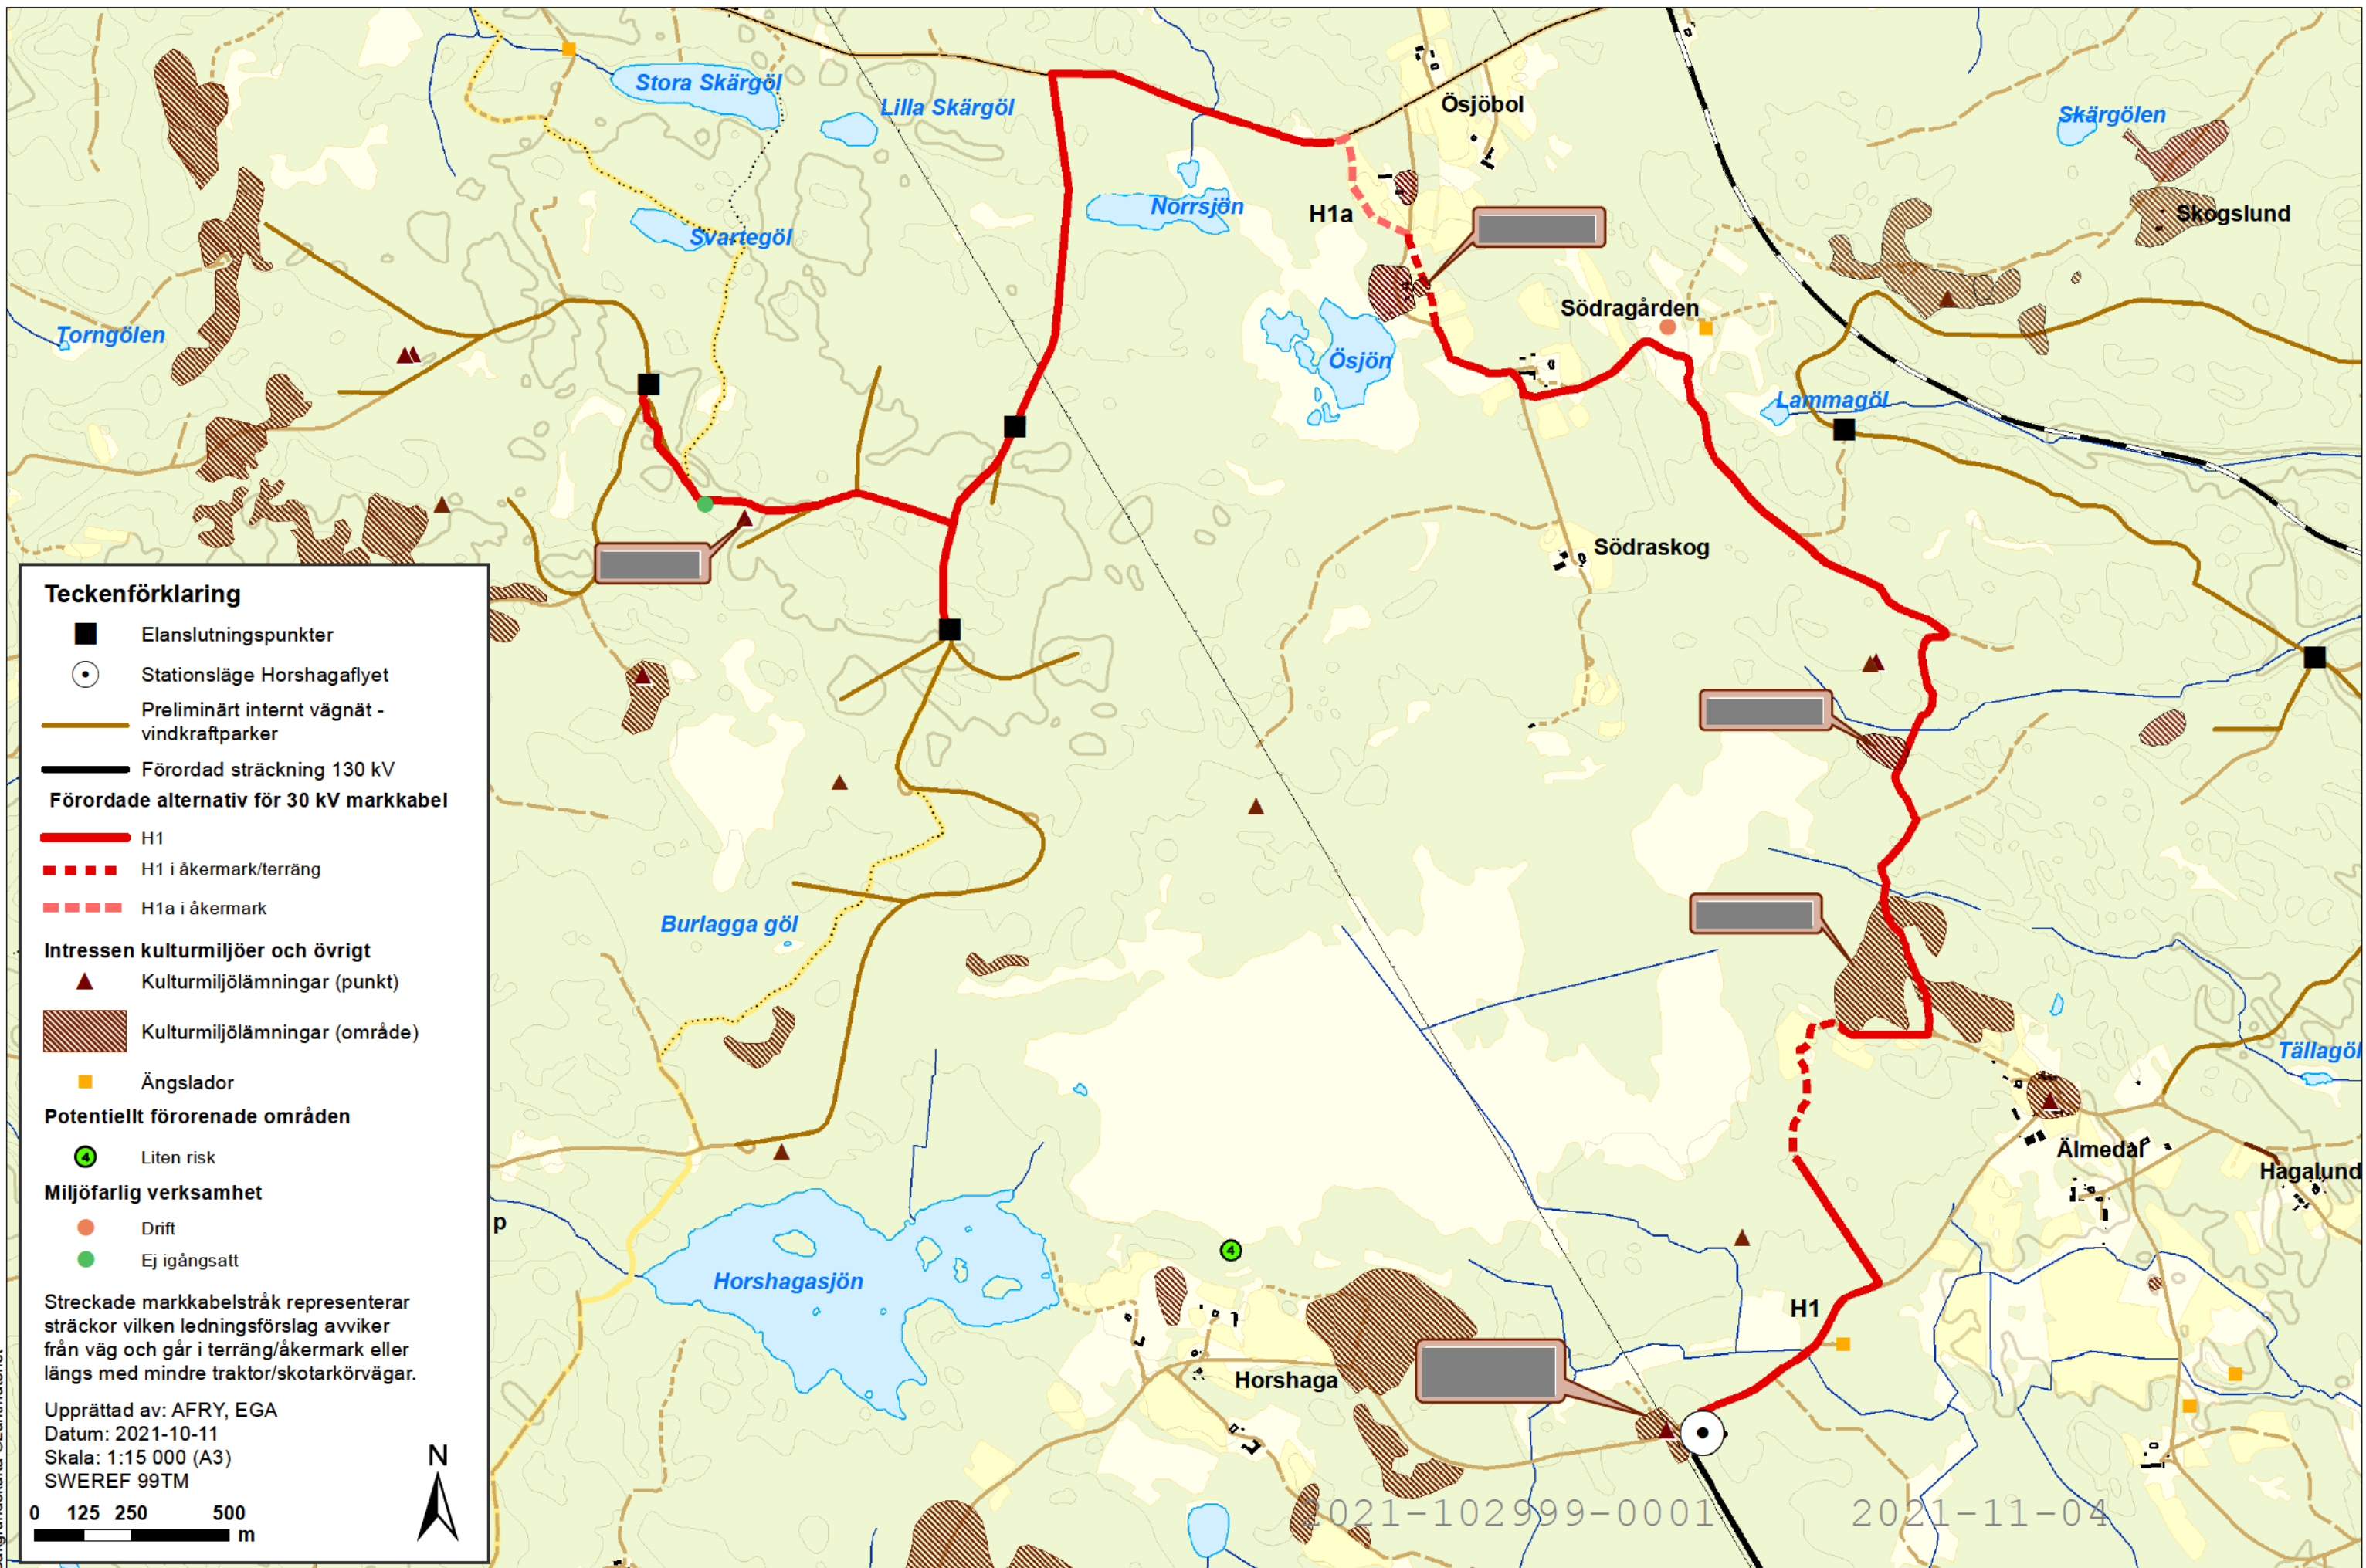 Stora Skärgöl
Lilla Skärgöl
Ösjöbol
Skärgölen
Norrsjön
H1a
Skogslund
Svartegöl
Södragården
Torngölen
Ösjön
Lammagöl
Södraskog
Teckenförklaring
Elanslutningspunkter
Stationsläge Horshagaflyet
Preliminärt internt vägnät -
vindkraftparker
Förordad sträckning 130 kV
Förordade alternativ för 30 kV markkabel
H1
H1 i åkermark/terräng
H1a i åkermark
Intressen kulturmiljöer och övrigt
Kulturmiljölämningar (punkt)
Kulturmiljölämningar (område)
Ängslador
Potentiellt förorenade områden
4 Liten risk
Miljöfarlig verksamhet
Drift
Ej igångsatt
Streckade markkabelstråk representerar
sträckor vilken ledningsförslag avviker
från väg och går i terräng/åkermark eller
längs med mindre traktor/skotarkörvägar.
Upprättad av: AFRY, EGA
Datum: 2021-10-11
Skala: 1:15 000 (A3)
SWEREF 99TM
N
0 125 250 500
m
Burlagga göl
Tällagöl
Älmedal
Hagalund
p
4
Horshagasjön
H1
Horshaga
2021-102999-0001 2021-11-04